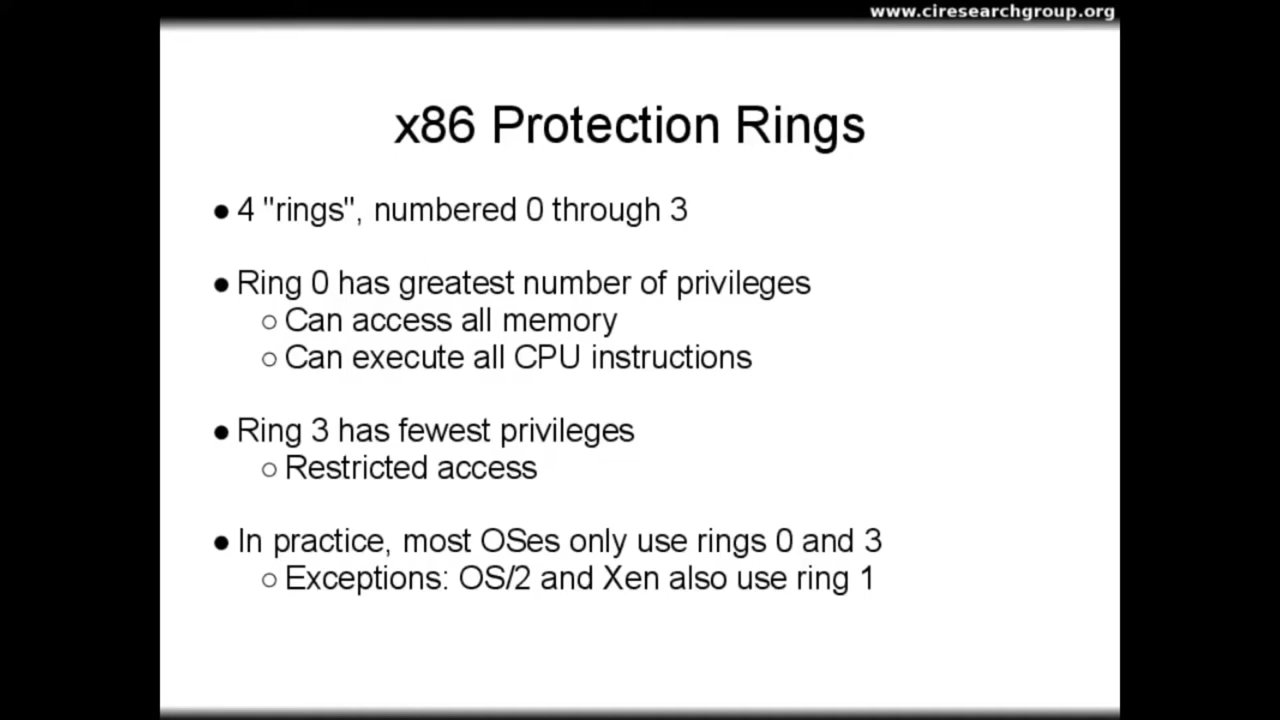 www.ciresearchgroup.org
x86 Protection Rings
● 4 "rings", numbered 0 through 3
● Ring 0 has greatest number of privileges
○ Can access all memory
○ Can execute all CPU instructions
● Ring 3 has fewest privileges
○ Restricted access
● In practice, most OSes only use rings 0 and 3
○ Exceptions: OS/2 and Xen also use ring 1